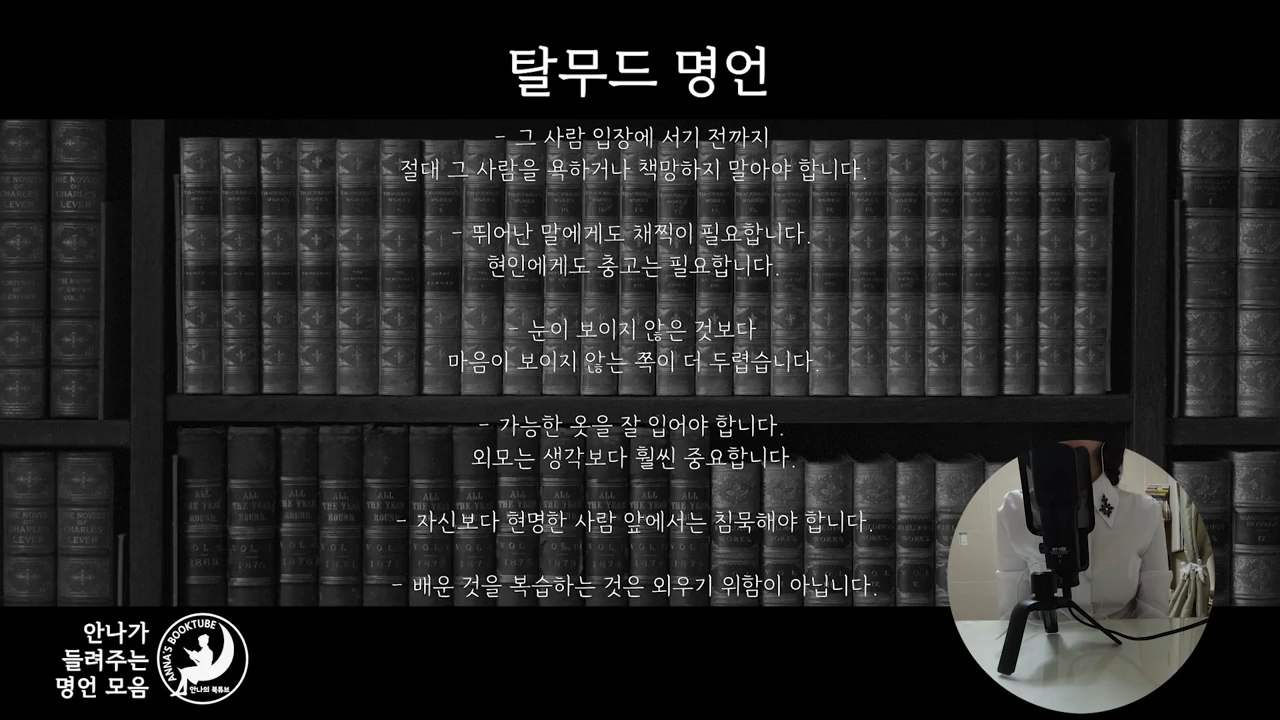 탈무드 명언
- 그 사람 입장에 서기 전까지
절대 그 사람을 욕하거나 책망하지 말아야 합니다.
- 뛰어난 말에게도 채찍이 필요합니다.
현인에게도 충고는 필요합니다.
- 눈이 보이지 않은 것보다
마음이 보이지 않는 쪽이 더 두렵습니다.
- 가능한 옷을 잘 입어야 합니다.
외모는 생각보다 훨씬 중요합니다.
- 자신보다 현명한 사람 앞에서는 침묵해야 합니다.
- 배운 것을 복습하는 것은 외우기 위함이 아닙니다.
안나가
들려주는
명언 모음
ANNA'S BOOKTUBE
안나의 북튜브